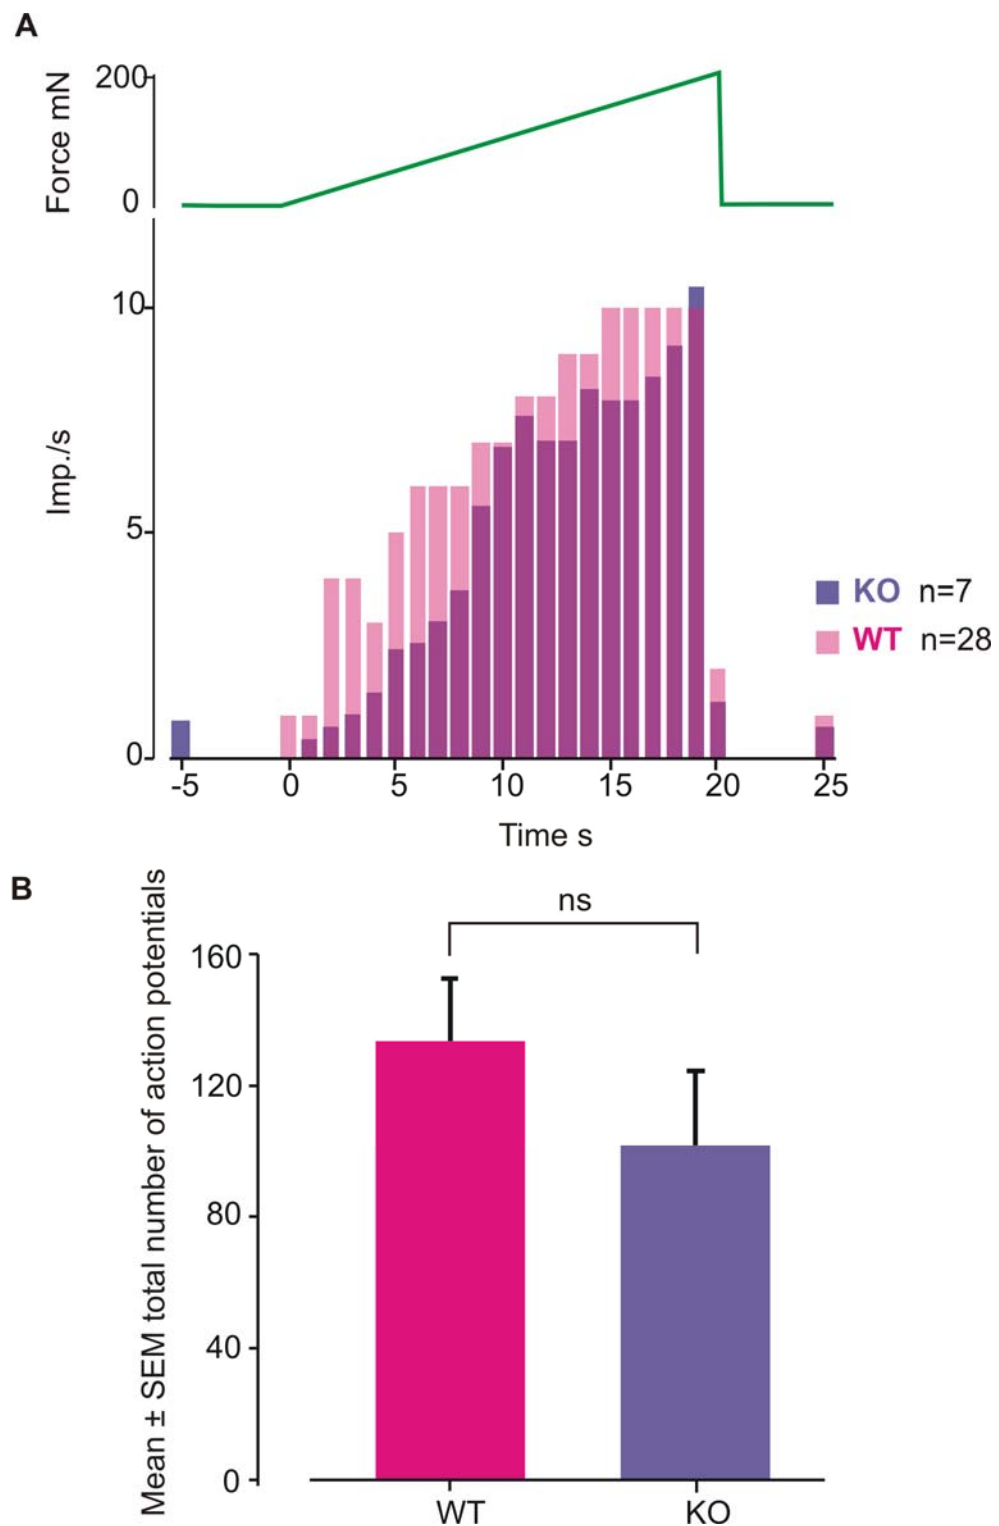 A
Force mN
200
0
Imp./s
10
5
0
KO n=7
WT n=28
-5 0 5 10 15 20 25
Time s
B
Mean ± SEM total number of action potentials
ns
160
120
80
40
0
WT KO